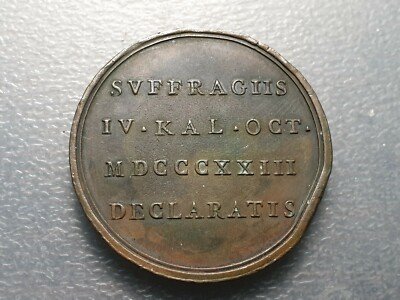 SVFFRAGIIS
IV · KAL · OCT ·
MDCCCXXIII
DECLARATIS